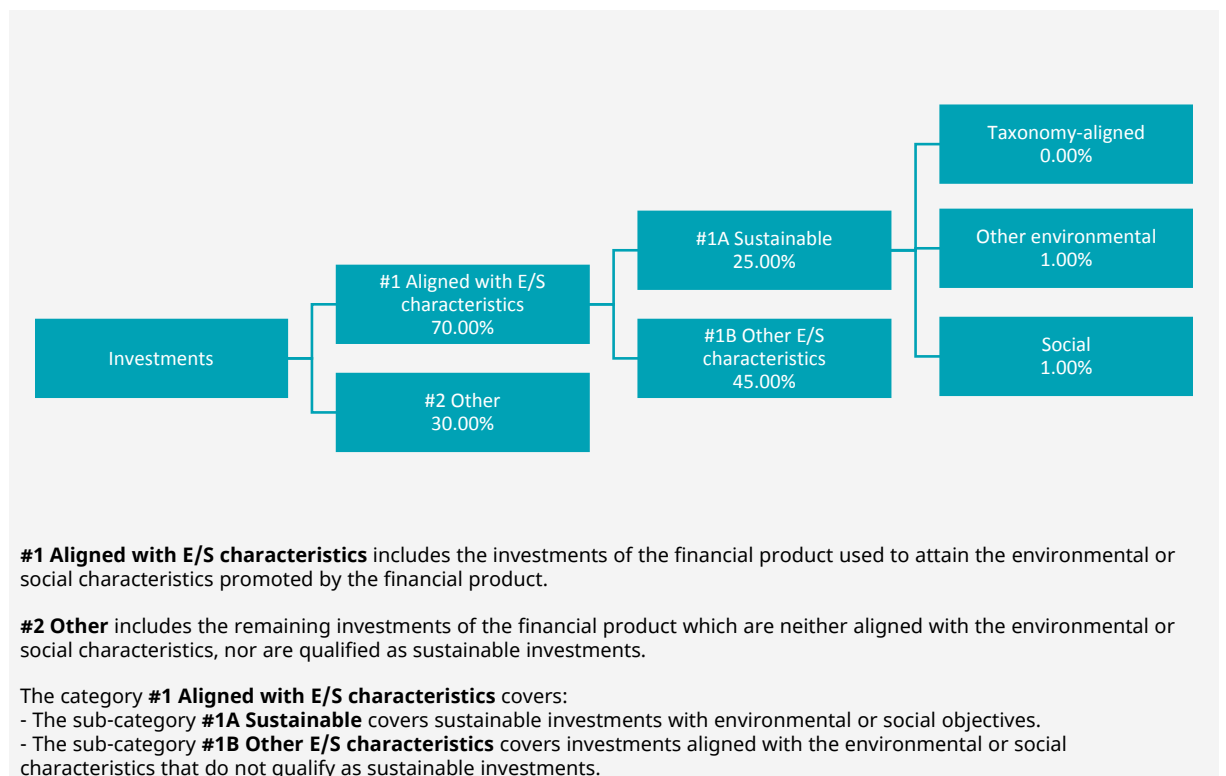 Taxonomy-aligned
0.00%
#1A Sustainable
25.00%
Other environmental
1.00%
#1 Aligned with E/S
characteristics
70.00%
Investments
#1B Other E/S
characteristics
45.00%
Social
1.00%
#2 Other
30.00%
#1 Aligned with E/S characteristics includes the investments of the financial product used to attain the environmental or
social characteristics promoted by the financial product.
#2 Other includes the remaining investments of the financial product which are neither aligned with the environmental or
social characteristics, nor are qualified as sustainable investments.
The category #1 Aligned with E/S characteristics covers:
- The sub-category #1A Sustainable covers sustainable investments with environmental or social objectives.
- The sub-category #1B Other E/S characteristics covers investments aligned with the environmental or social
characteristics that do not qualify as sustainable investments.